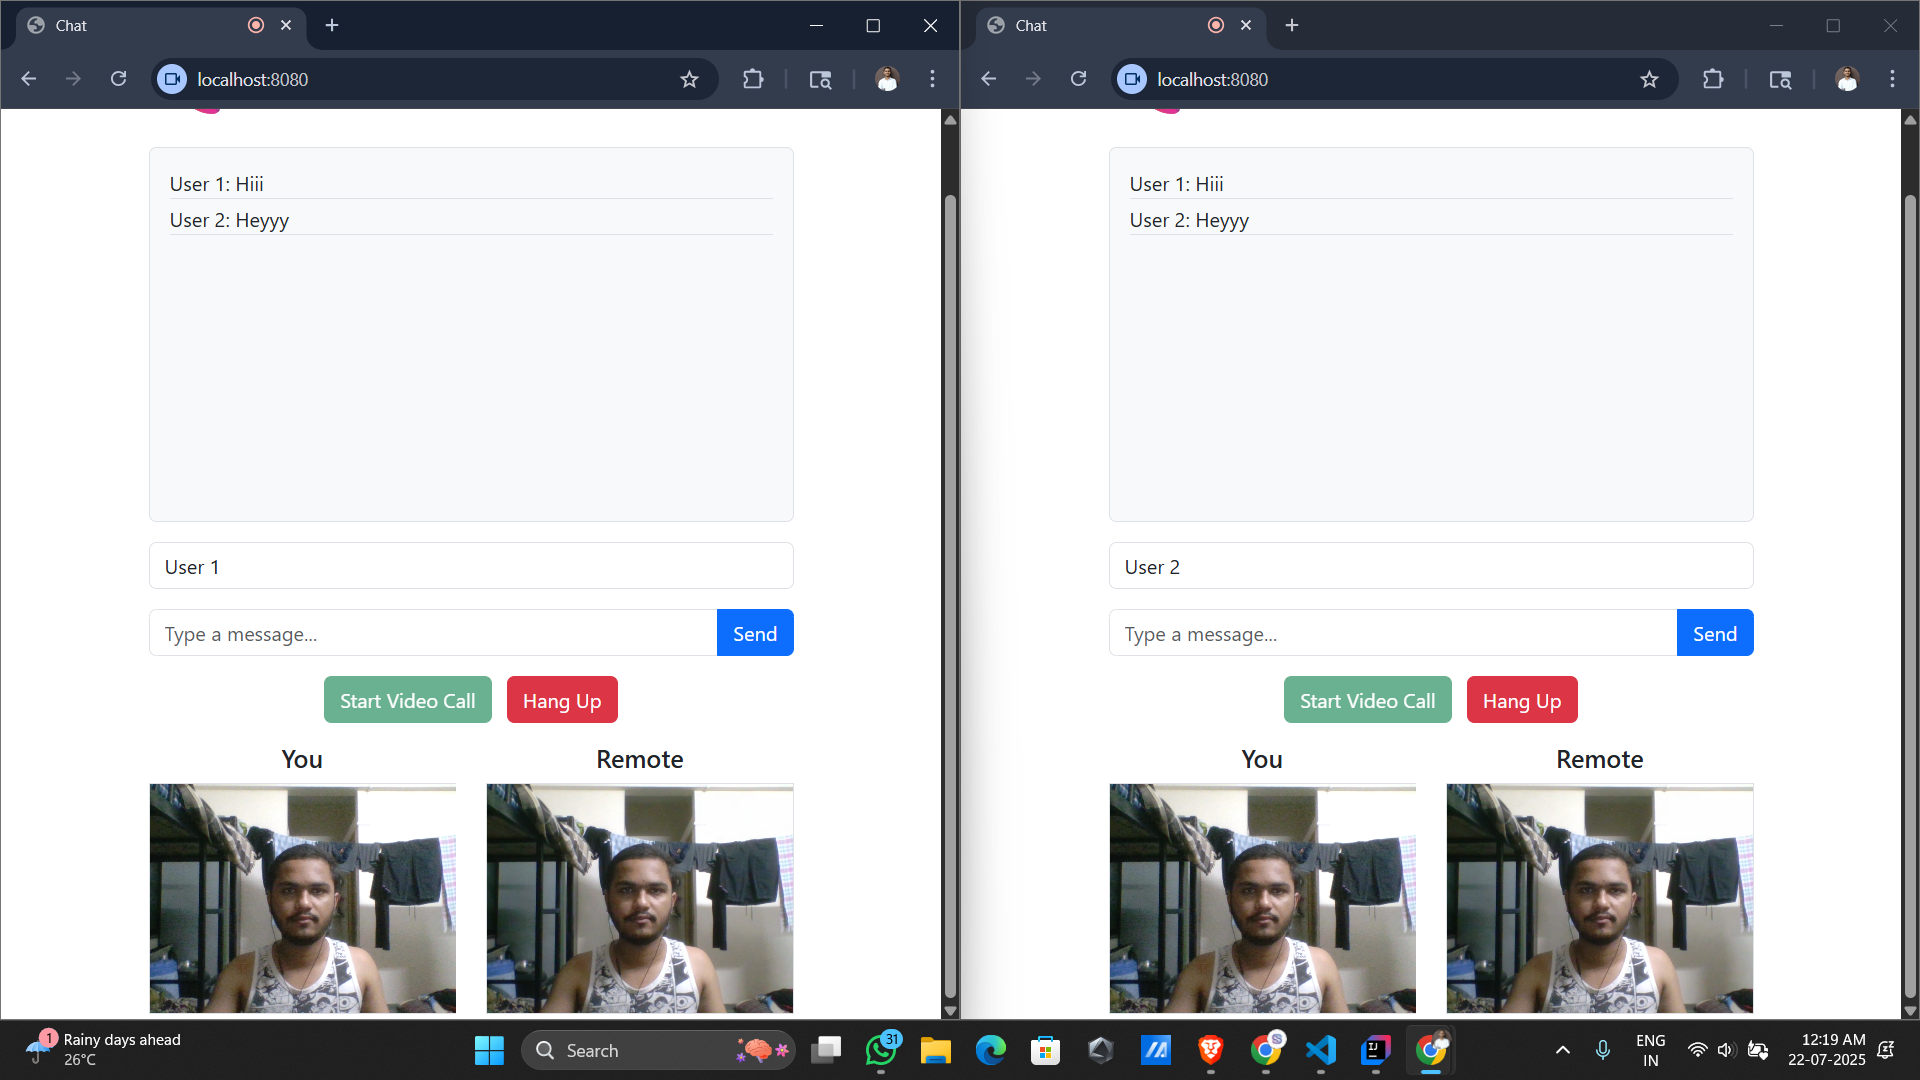 Chat
localhost:8080
User 1: Hiii
User 2: Heyyy
User 1
Type a message...
Send
Start Video Call
Hang Up
You
Remote
Chat
localhost:8080
User 1: Hiii
User 2: Heyyy
User 2
Type a message...
Send
Start Video Call
Hang Up
You
Remote
1
Rainy days ahead
26°C
Search
31
IJ
S
ENG
IN
12:19 AM
22-07-2025